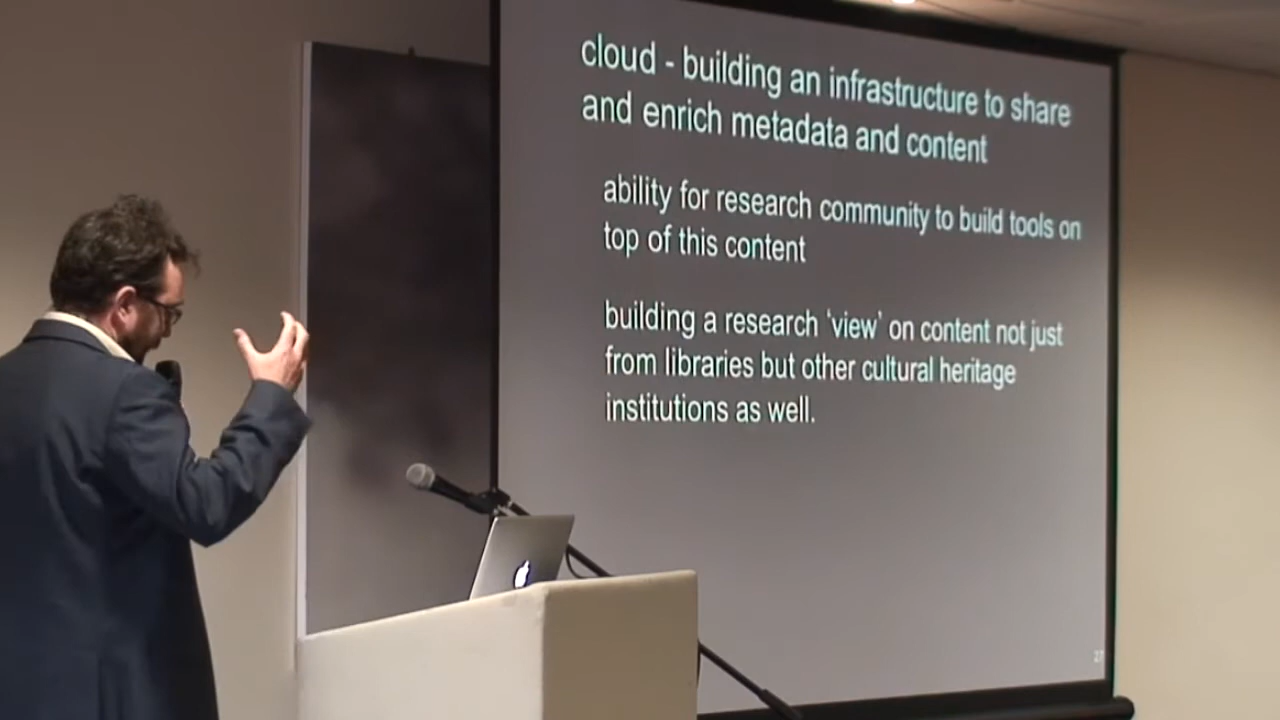 cloud - building an infrastructure to share
and enrich metadata and content
ability for research community to build tools on
top of this content
building a research ‘view’ on content not just
from libraries but other cultural heritage
institutions as well.